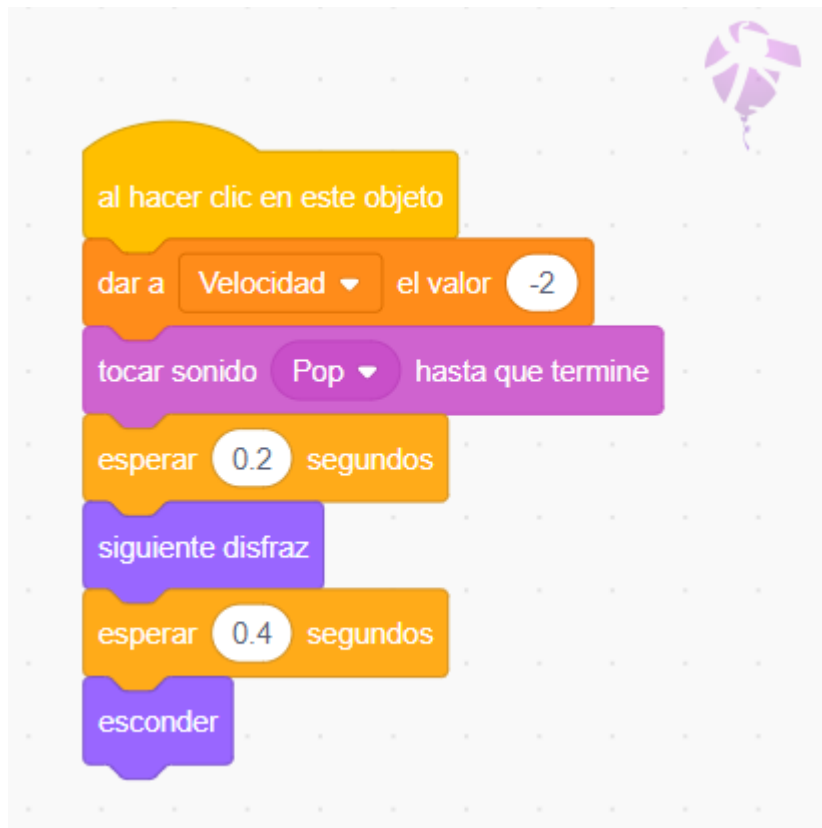 al hacer clic en este objeto
dar a Velocidad el valor -2
tocar sonido Pop hasta que termine
esperar 0.2 segundos
siguiente disfraz
esperar 0.4 segundos
esconder